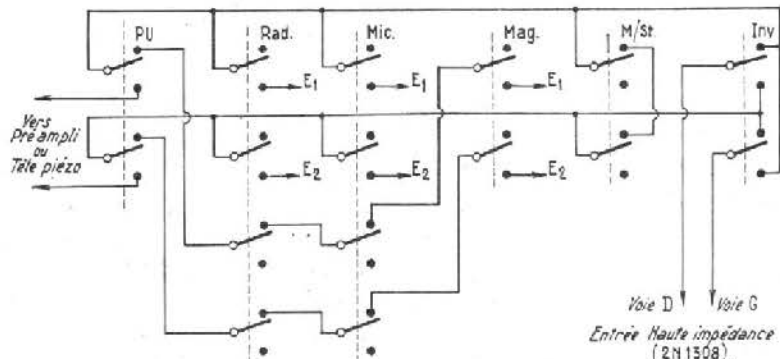 PU
Rad.
Mic.
Mag.
M/St.
Inv
E1
E1
E1
Vers
Préampli
ou
Tête piézo
E2
E2
E2
Voie D
Voie G
Entrée Haute impédance
(2N1308)